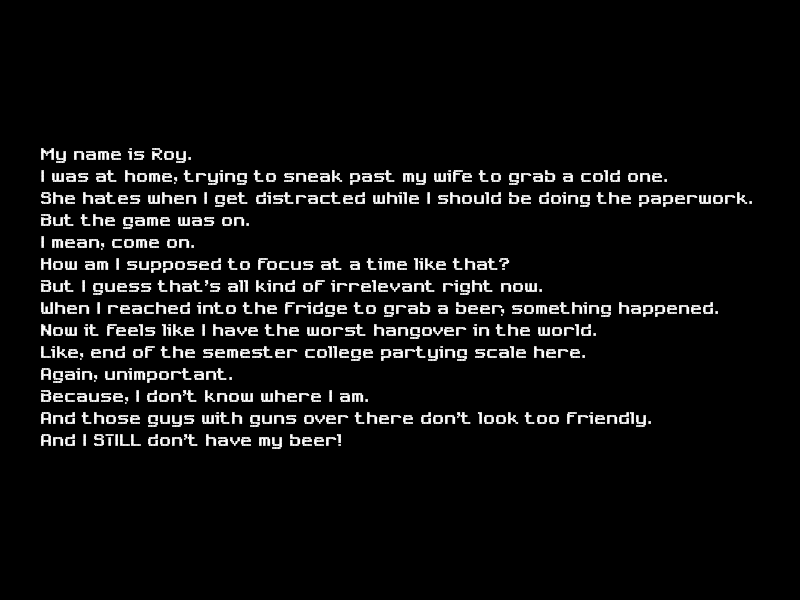 My name is Roy.
I was at home, trying to sneak past my wife to grab a cold one.
She hates when I get distracted while I should be doing the paperwork.
But the game was on.
I mean, come on.
How am I supposed to focus at a time like that?
But I guess that's all kind of irrelevant right now.
When I reached into the fridge to grab a beer, something happened.
Now it feels like I have the worst hangover in the world.
Like, end of the semester college partying scale here.
Again, unimportant.
Because, I don't know where I am.
And those guys with guns over there don't look too friendly.
And I STILL don't have my beer!